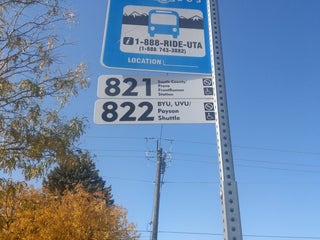 1-888-RIDE-UTA
(1-888-743-3882)
LOCATION:
821
South County/
Provo
FrontRunner
Station
822
BYU, UVU/
Payson
Shuttle